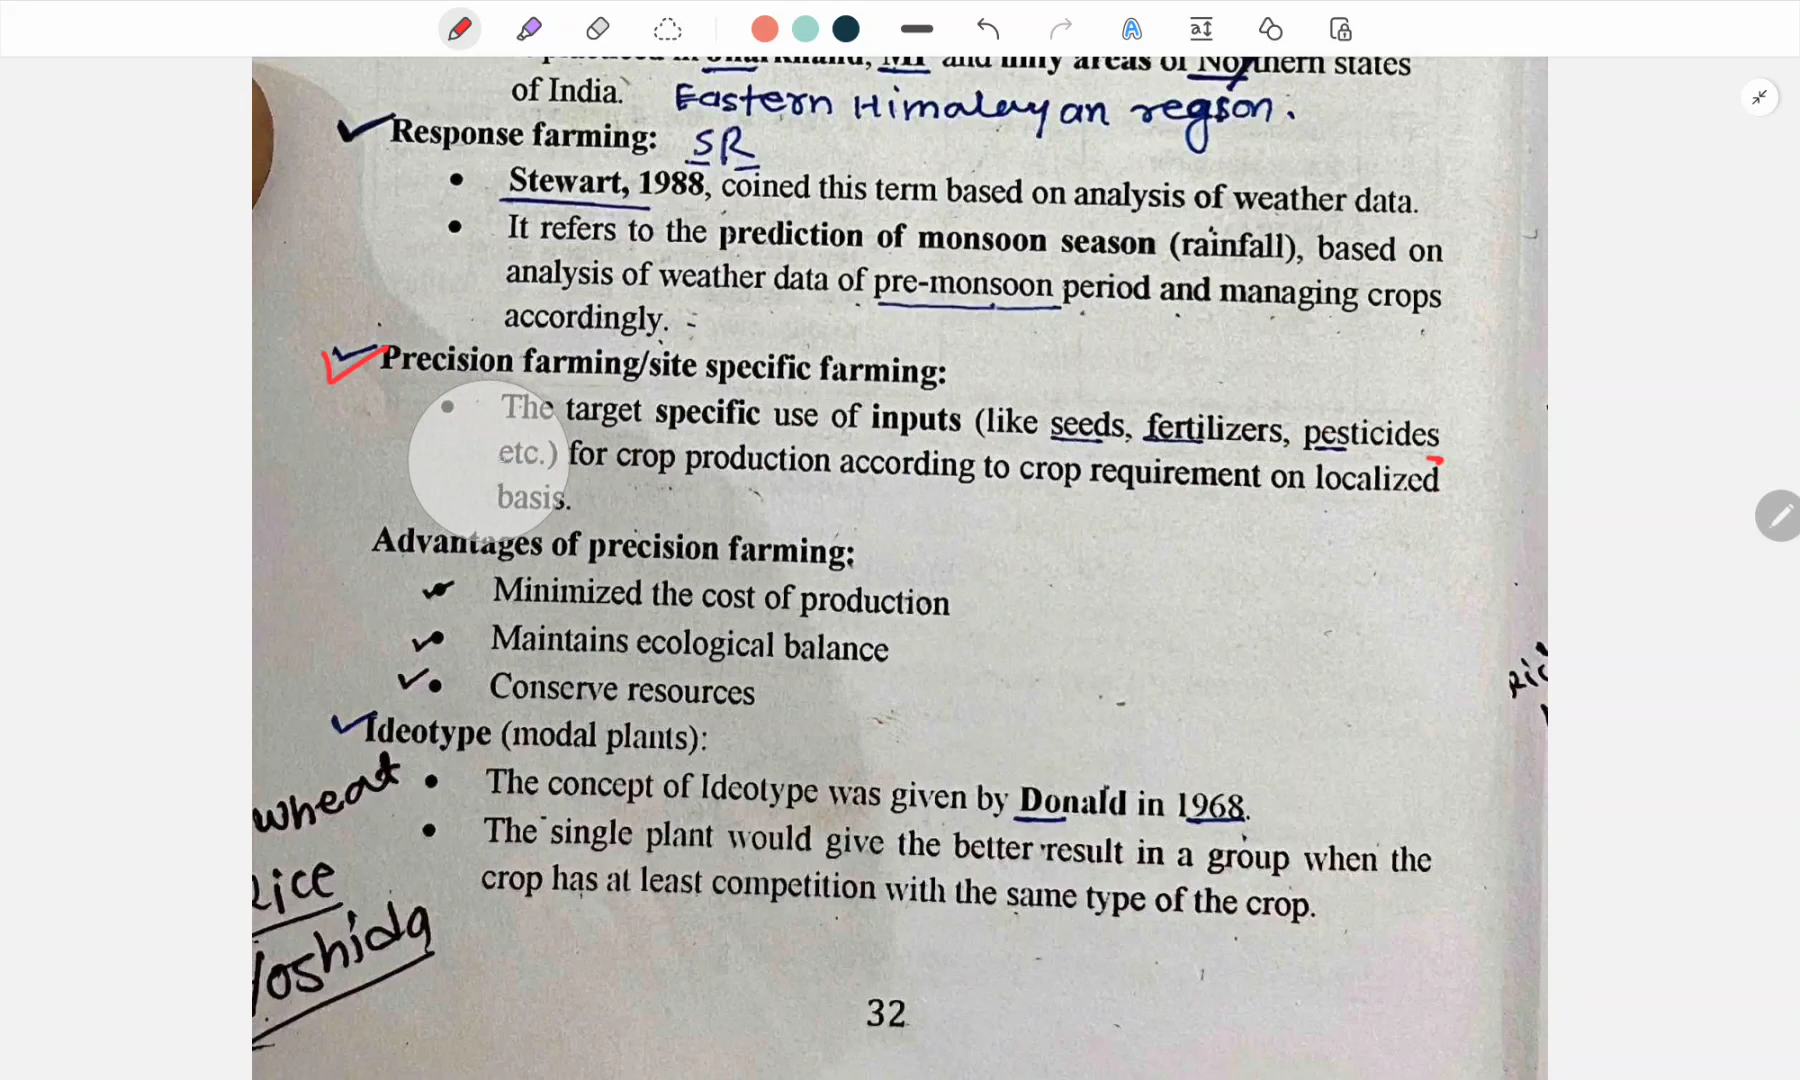 and hilly areas of Northern states
of India. Eastern Himalayan region.
Response farming: SR
• Stewart, 1988, coined this term based on analysis of weather data.
• It refers to the prediction of monsoon season (rainfall), based on
analysis of weather data of pre-monsoon period and managing crops
accordingly.
Precision farming/site specific farming:
• The target specific use of inputs (like seeds, fertilizers, pesticides
etc.) for crop production according to crop requirement on localized
basis.
Advantages of precision farming:
• Minimized the cost of production
• Maintains ecological balance
• Conserve resources
Ideotype (modal plants):
wheat
• The concept of Ideotype was given by Donald in 1968.
• The single plant would give the better result in a group when the
crop has at least competition with the same type of the crop.
Rice
Yoshida
32